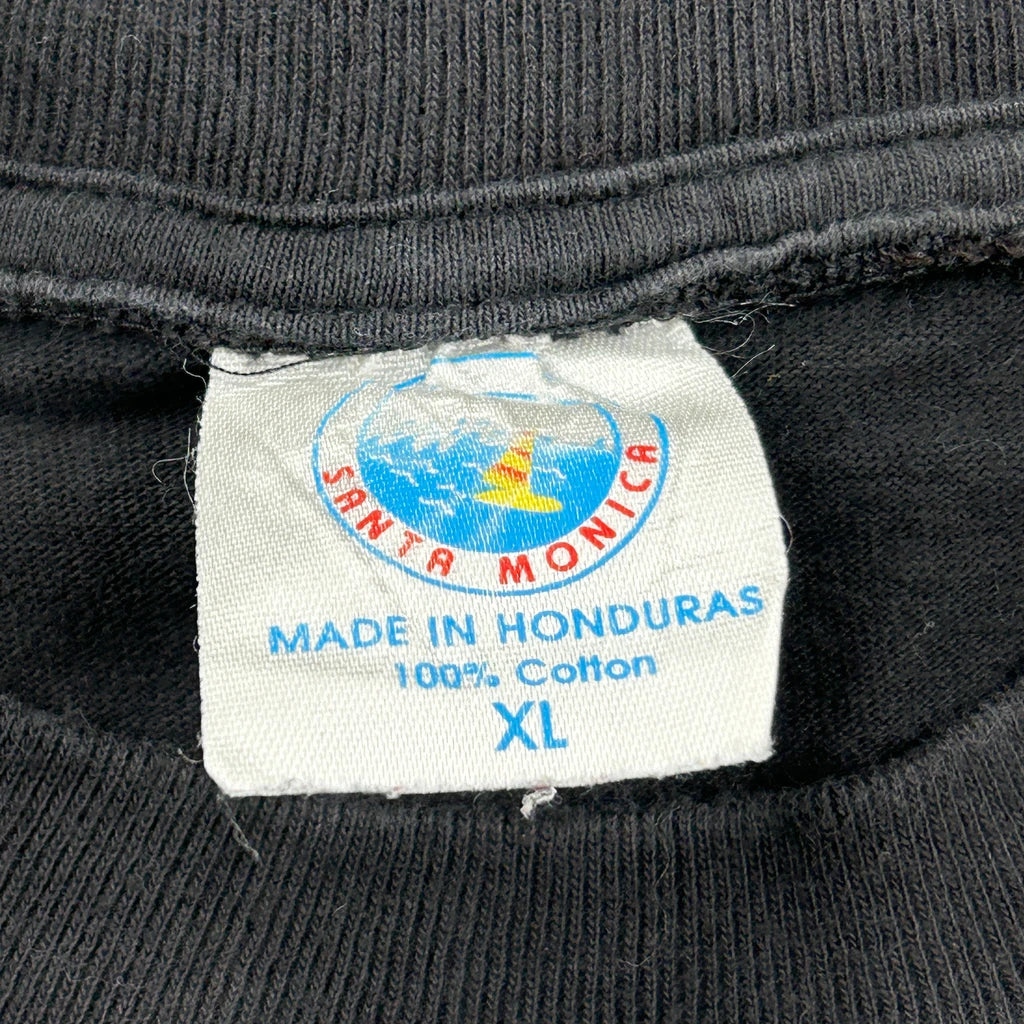 SANTA MONICA
MADE IN HONDURAS
100% Cotton
XL